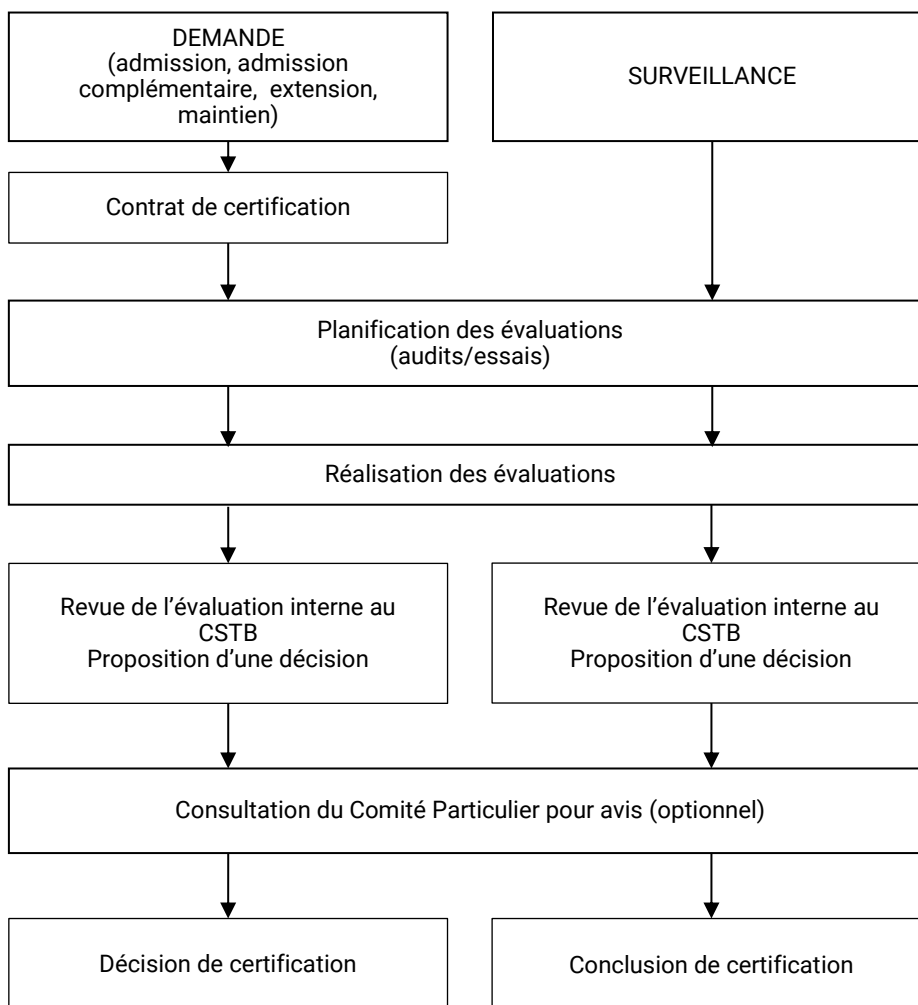 DEMANDE
(admission, admission
complémentaire, extension,
maintien)
SURVEILLANCE
Contrat de certification
Planification des évaluations
(audits/essais)
Réalisation des évaluations
Revue de l’évaluation interne au
CSTB
Proposition d’une décision
Revue de l’évaluation interne au
CSTB
Proposition d’une décision
Consultation du Comité Particulier pour avis (optionnel)
Décision de certification
Conclusion de certification